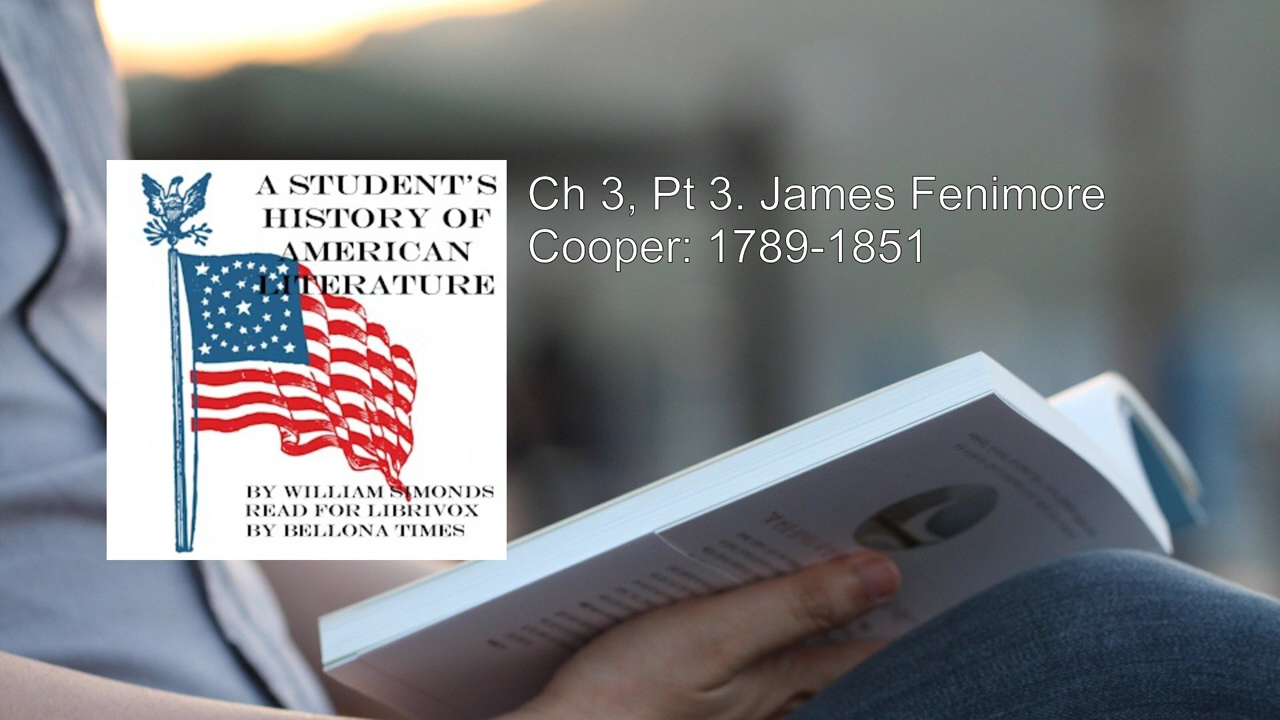 A STUDENT'S
HISTORY OF
AMERICAN
LITERATURE
BY WILLIAM SIMONDS
READ FOR LIBRIVOX
BY BELLONA TIMES
Ch 3, Pt 3. James Fenimore
Cooper: 1789-1851